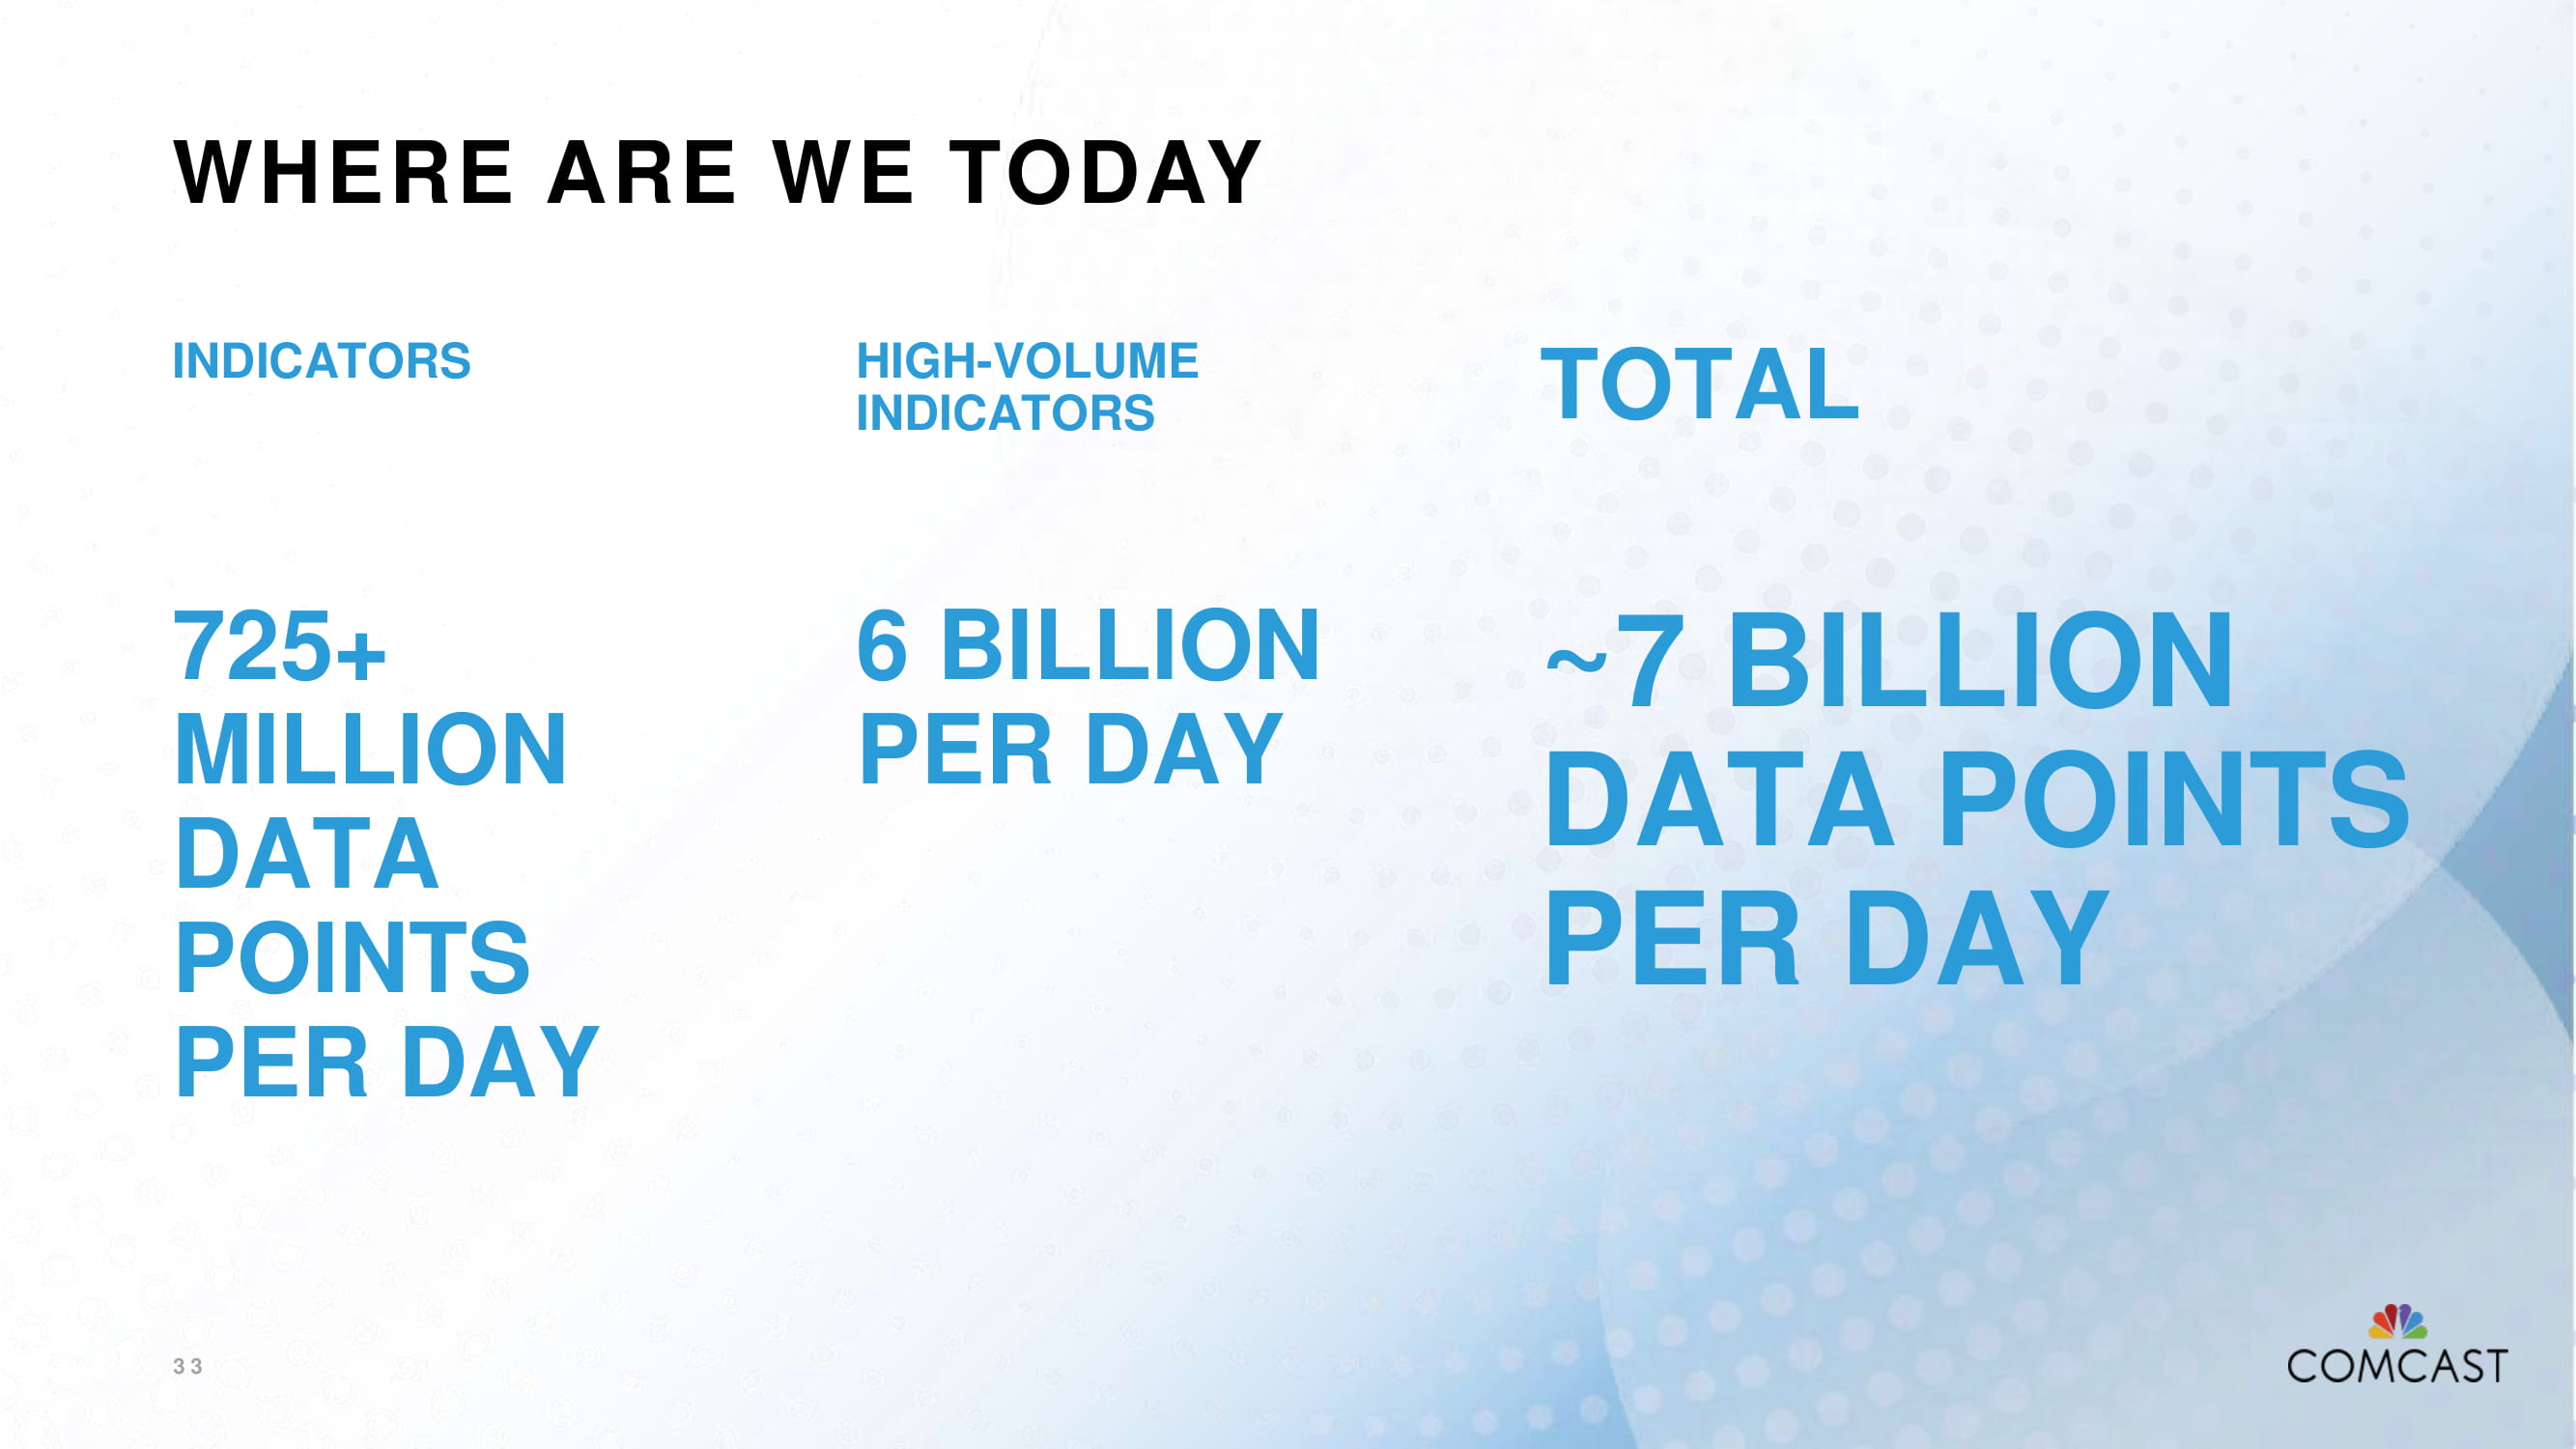 WHERE ARE WE TODAY
INDICATORS
725+
MILLION
DATA
POINTS
PER DAY
HIGH-VOLUME
INDICATORS
6 BILLION
PER DAY
TOTAL
~7 BILLION
DATA POINTS
PER DAY
33
COMCAST